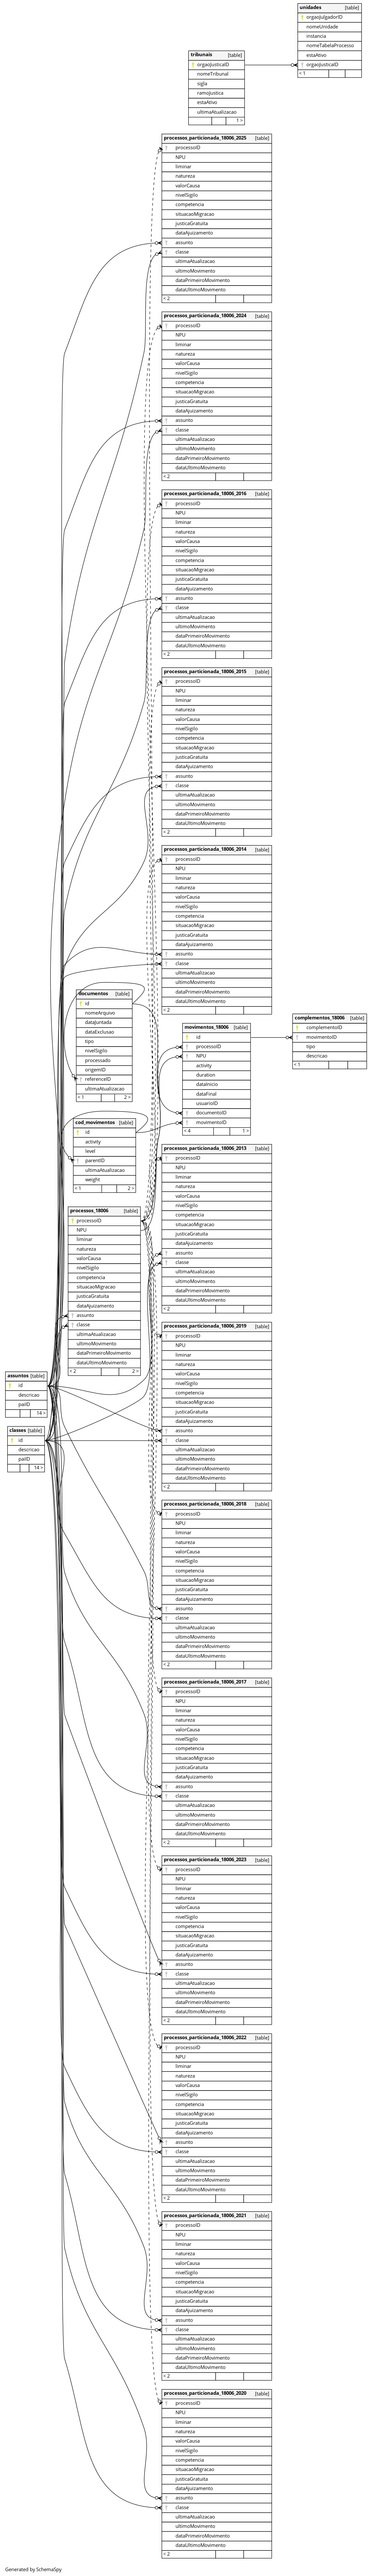 unidades [table]
orgaoJulgadorID
nomeUnidade
instancia
nomeTabelaProcesso
estaAtivo
orgaoJusticaID
< 1
tribunais [table]
orgaoJusticaID
nomeTribunal
sigla
ramoJustica
estaAtivo
ultimaAtualizacao
1 >
processos_particionada_18006_2025 [table]
processoID
NPU
liminar
natureza
valorCausa
nivelSigilo
competencia
situacaoMigracao
justicaGratuita
dataAjuizamento
assunto
classe
ultimaAtualizacao
ultimoMovimento
dataPrimeiroMovimento
dataUltimoMovimento
< 2
processos_particionada_18006_2024 [table]
processoID
NPU
liminar
natureza
valorCausa
nivelSigilo
competencia
situacaoMigracao
justicaGratuita
dataAjuizamento
assunto
classe
ultimaAtualizacao
ultimoMovimento
dataPrimeiroMovimento
dataUltimoMovimento
< 2
processos_particionada_18006_2016 [table]
processoID
NPU
liminar
natureza
valorCausa
nivelSigilo
competencia
situacaoMigracao
justicaGratuita
dataAjuizamento
assunto
classe
ultimaAtualizacao
ultimoMovimento
dataPrimeiroMovimento
dataUltimoMovimento
< 2
processos_particionada_18006_2015 [table]
processoID
NPU
liminar
natureza
valorCausa
nivelSigilo
competencia
situacaoMigracao
justicaGratuita
dataAjuizamento
assunto
classe
ultimaAtualizacao
ultimoMovimento
dataPrimeiroMovimento
dataUltimoMovimento
< 2
processos_particionada_18006_2014 [table]
processoID
NPU
liminar
natureza
valorCausa
nivelSigilo
competencia
situacaoMigracao
justicaGratuita
dataAjuizamento
assunto
classe
ultimaAtualizacao
ultimoMovimento
dataPrimeiroMovimento
dataUltimoMovimento
< 2
documentos [table]
id
nomeArquivo
dataJuntada
dataExclusao
tipo
nivelSigilo
processado
origemID
referenceID
ultimaAtualizacao
< 1 2 >
movimentos_18006 [table]
id
processoID
NPU
activity
duration
dataInicio
dataFinal
usuarioID
documentoID
movimentoID
< 4 1 >
complementos_18006 [table]
complementoID
movimentoID
tipo
descricao
< 1
cod_movimentos [table]
id
activity
level
parentID
ultimaAtualizacao
weight
< 1 2 >
processos_particionada_18006_2013 [table]
processoID
NPU
liminar
natureza
valorCausa
nivelSigilo
competencia
situacaoMigracao
justicaGratuita
dataAjuizamento
assunto
classe
ultimaAtualizacao
ultimoMovimento
dataPrimeiroMovimento
dataUltimoMovimento
< 2
processos_18006 [table]
processoID
NPU
liminar
natureza
valorCausa
nivelSigilo
competencia
situacaoMigracao
justicaGratuita
dataAjuizamento
assunto
classe
ultimaAtualizacao
ultimoMovimento
dataPrimeiroMovimento
dataUltimoMovimento
< 2 2 >
processos_particionada_18006_2019 [table]
processoID
NPU
liminar
natureza
valorCausa
nivelSigilo
competencia
situacaoMigracao
justicaGratuita
dataAjuizamento
assunto
classe
ultimaAtualizacao
ultimoMovimento
dataPrimeiroMovimento
dataUltimoMovimento
< 2
assuntos [table]
id
descricao
paiID
14 >
classes [table]
id
descricao
paiID
14 >
processos_particionada_18006_2018 [table]
processoID
NPU
liminar
natureza
valorCausa
nivelSigilo
competencia
situacaoMigracao
justicaGratuita
dataAjuizamento
assunto
classe
ultimaAtualizacao
ultimoMovimento
dataPrimeiroMovimento
dataUltimoMovimento
< 2
processos_particionada_18006_2017 [table]
processoID
NPU
liminar
natureza
valorCausa
nivelSigilo
competencia
situacaoMigracao
justicaGratuita
dataAjuizamento
assunto
classe
ultimaAtualizacao
ultimoMovimento
dataPrimeiroMovimento
dataUltimoMovimento
< 2
processos_particionada_18006_2023 [table]
processoID
NPU
liminar
natureza
valorCausa
nivelSigilo
competencia
situacaoMigracao
justicaGratuita
dataAjuizamento
assunto
classe
ultimaAtualizacao
ultimoMovimento
dataPrimeiroMovimento
dataUltimoMovimento
< 2
processos_particionada_18006_2022 [table]
processoID
NPU
liminar
natureza
valorCausa
nivelSigilo
competencia
situacaoMigracao
justicaGratuita
dataAjuizamento
assunto
classe
ultimaAtualizacao
ultimoMovimento
dataPrimeiroMovimento
dataUltimoMovimento
< 2
processos_particionada_18006_2021 [table]
processoID
NPU
liminar
natureza
valorCausa
nivelSigilo
competencia
situacaoMigracao
justicaGratuita
dataAjuizamento
assunto
classe
ultimaAtualizacao
ultimoMovimento
dataPrimeiroMovimento
dataUltimoMovimento
< 2
processos_particionada_18006_2020 [table]
processoID
NPU
liminar
natureza
valorCausa
nivelSigilo
competencia
situacaoMigracao
justicaGratuita
dataAjuizamento
assunto
classe
ultimaAtualizacao
ultimoMovimento
dataPrimeiroMovimento
dataUltimoMovimento
< 2
Generated by SchemaSpy